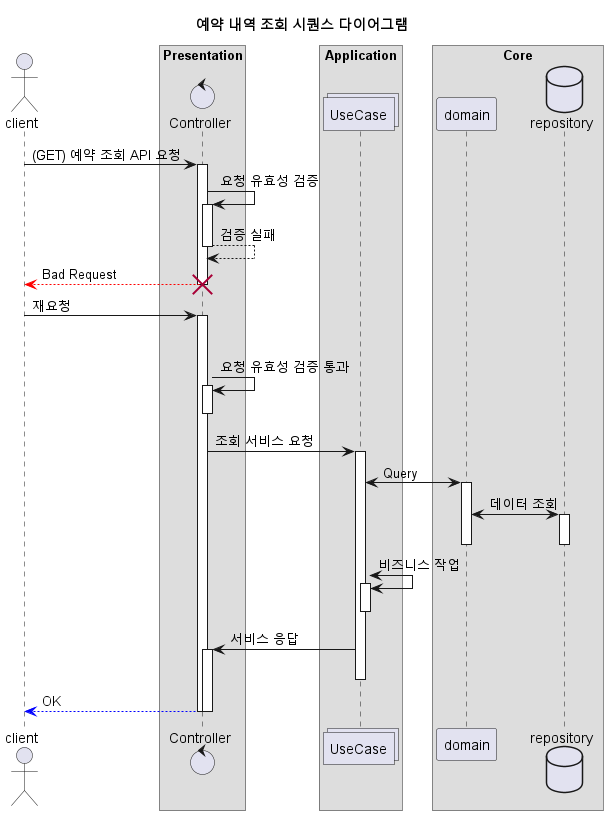 예약 내역 조회 시퀀스 다이어그램
Presentation
Application
Core
client
Controller
UseCase
domain
repository
(GET) 예약 조회 API 요청
요청 유효성 검증
검증 실패
Bad Request
재요청
요청 유효성 검증 통과
조회 서비스 요청
Query
데이터 조회
비즈니스 작업
서비스 응답
OK
client
Controller
UseCase
domain
repository